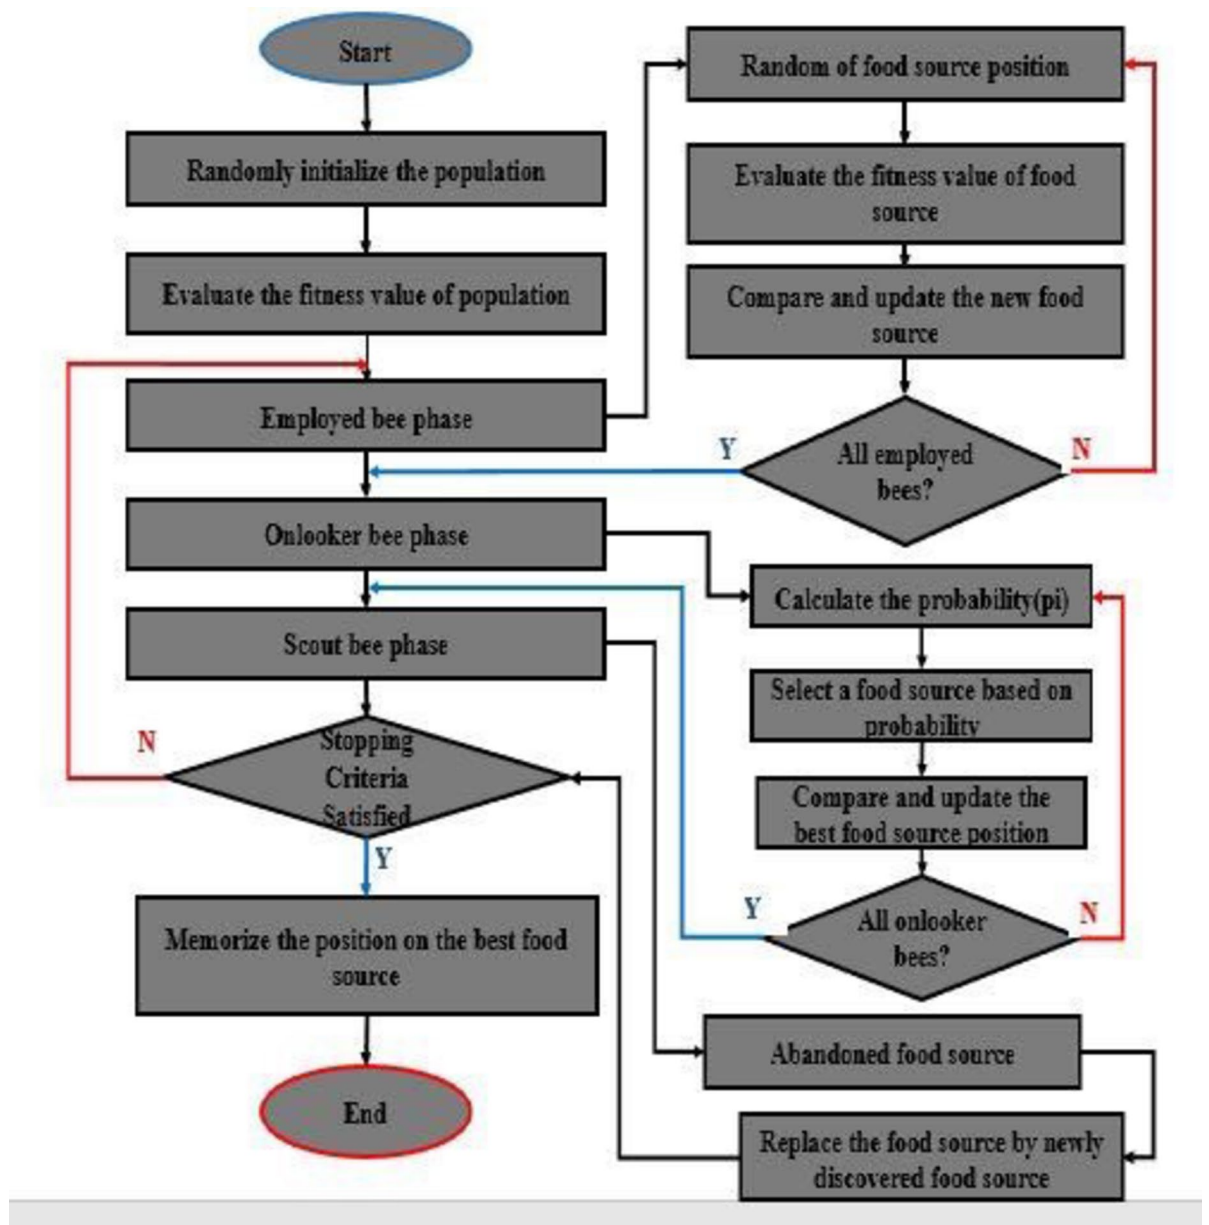 Start
Randomly initialize the population
Evaluate the fitness value of population
Employed bee phase
Onlooker bee phase
Scout bee phase
N
Stopping
Criteria
Satisfied
Y
Memorize the position on the best food
source
End
Random of food source position
Evaluate the fitness value of food
source
Compare and update the new food
source
Y
All employed
bees?
N
Calculate the probability(pi)
Select a food source based on
probability
Compare and update the
best food source position
Y
All onlooker
bees?
N
Abandoned food source
Replace the food source by newly
discovered food source